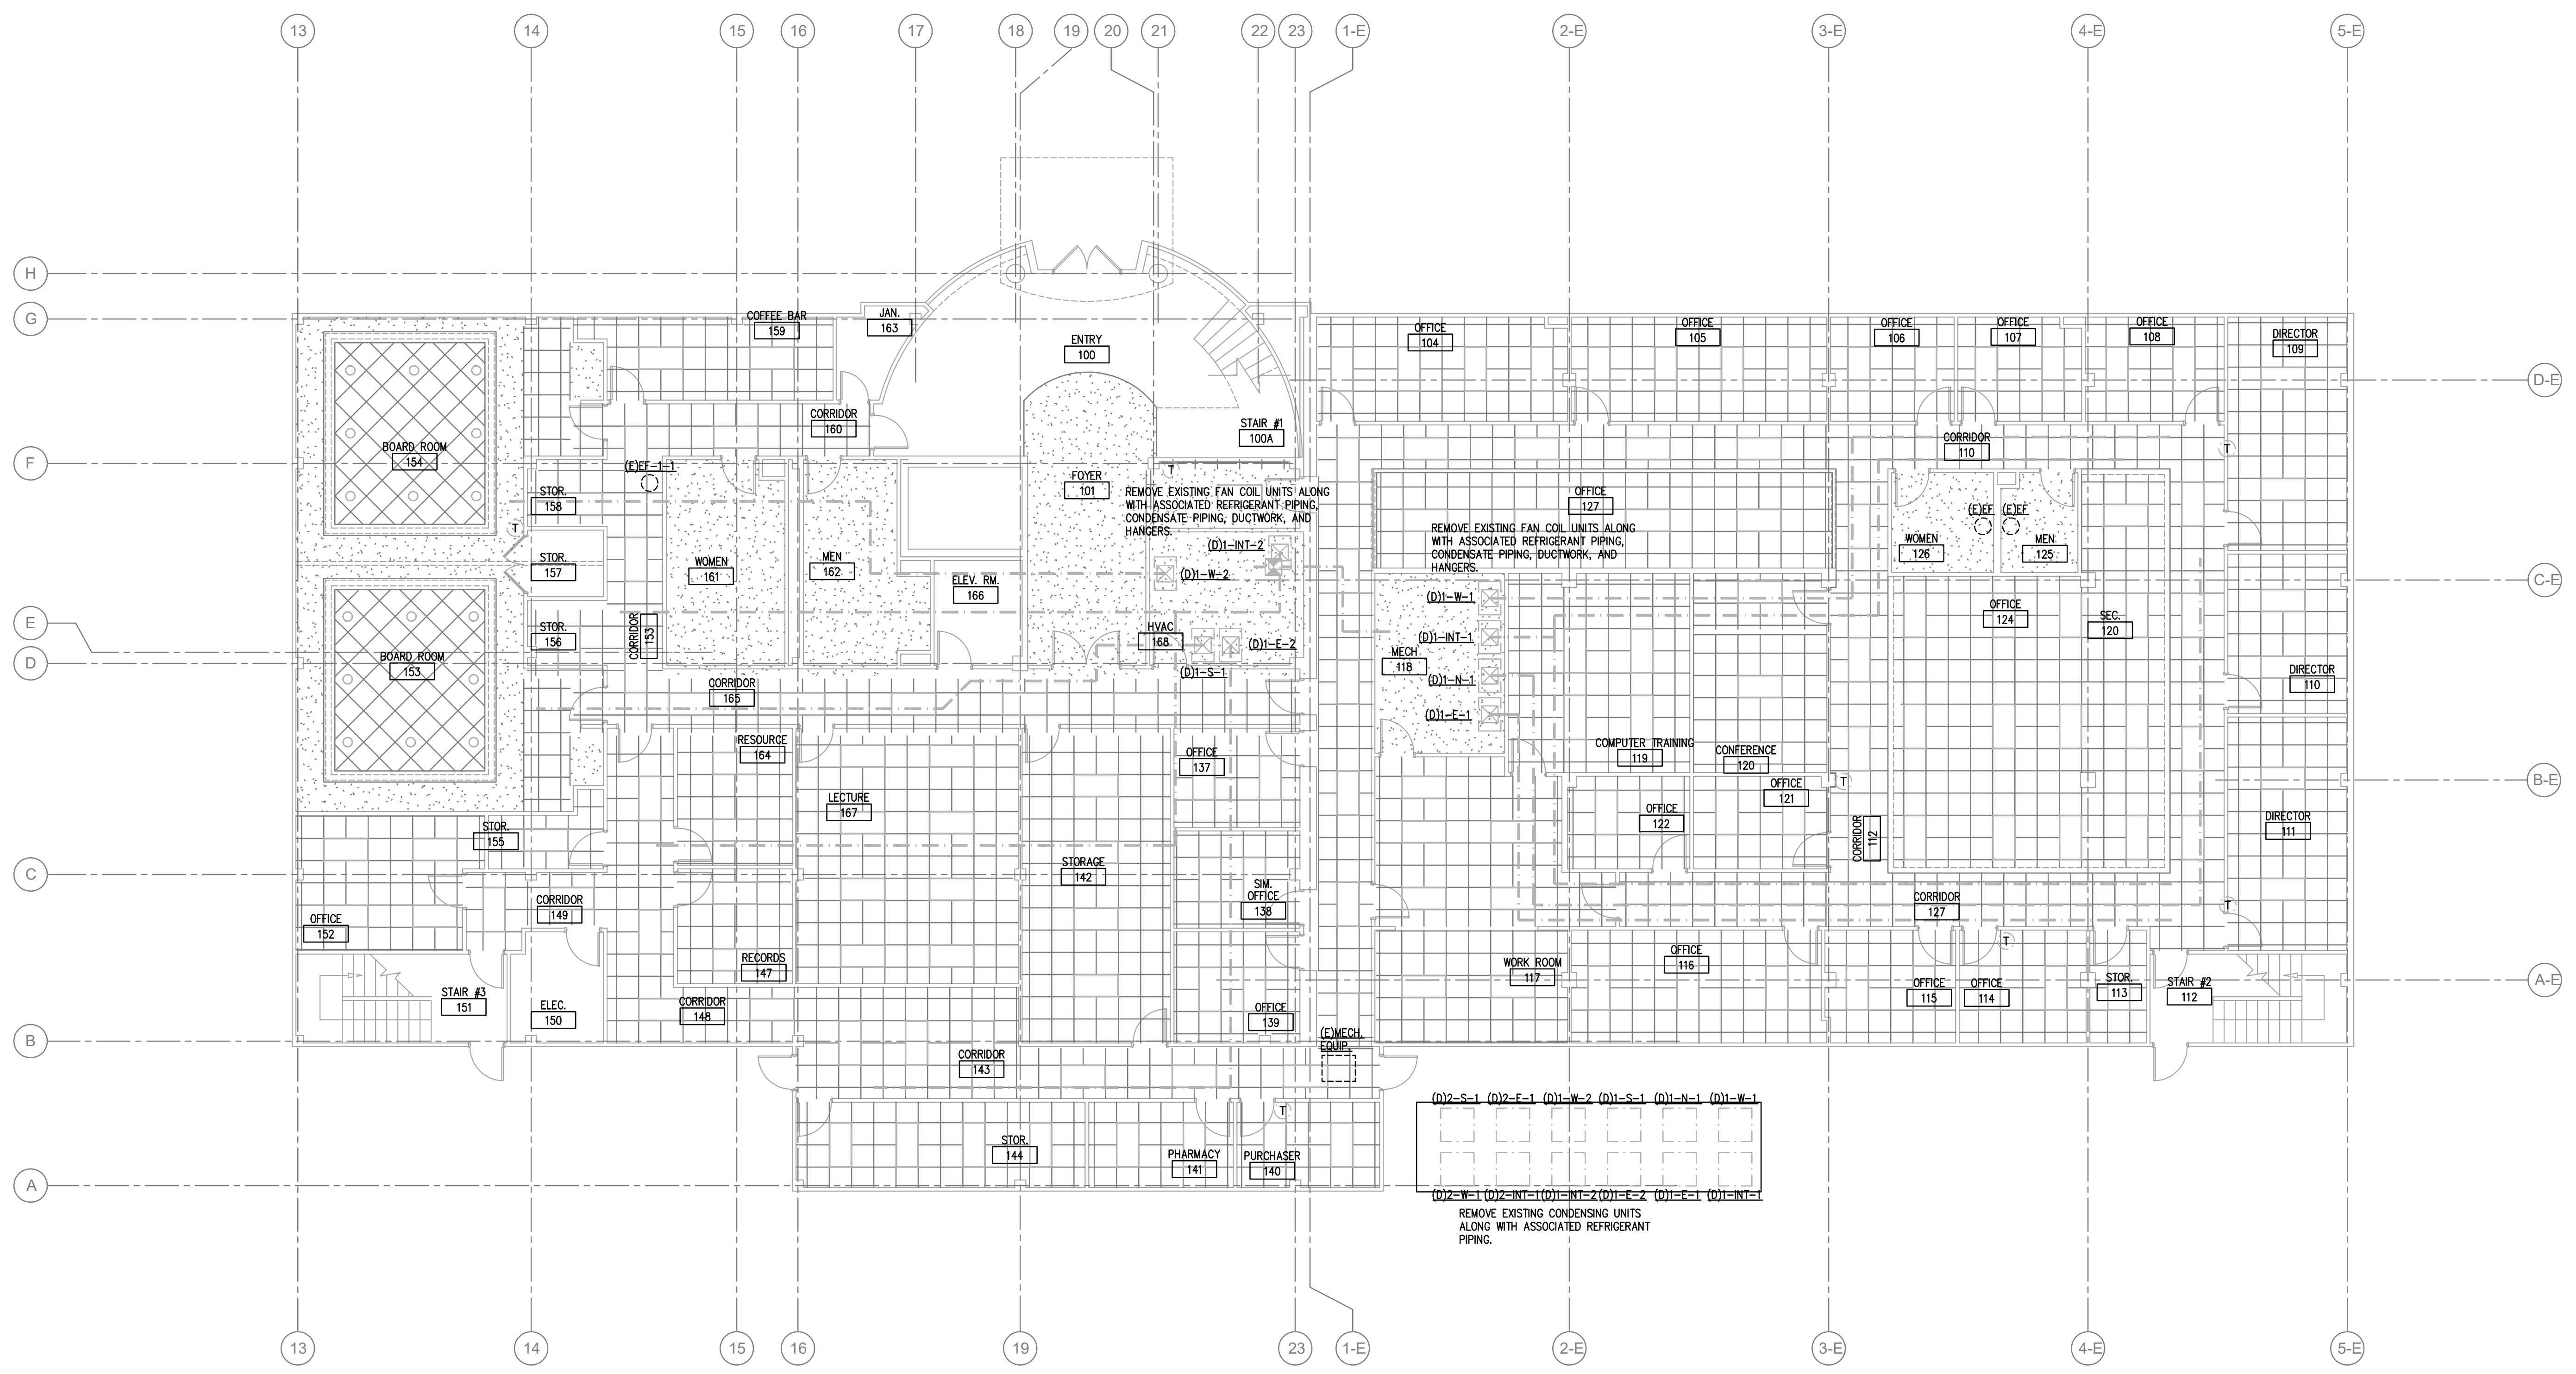 13
14
15
16
17
18
19
20
21
22
23
1-E
2-E
3-E
4-E
5-E
H
G
F
E
D
C
B
A
D-E
C-E
B-E
A-E
COFFEE BAR
159
JAN.
163
ENTRY
100
OFFICE
104
OFFICE
105
OFFICE
106
OFFICE
107
OFFICE
108
DIRECTOR
109
BOARD ROOM
154
CORRIDOR
160
STAIR #1
100A
CORRIDOR
110
T
(E)EF-1-1
STOR.
158
T
FOYER
101
T
REMOVE EXISTING FAN COIL UNITS ALONG
WITH ASSOCIATED REFRIGERANT PIPING,
CONDENSATE PIPING, DUCTWORK, AND
HANGERS.
OFFICE
127
REMOVE EXISTING FAN COIL UNITS ALONG
WITH ASSOCIATED REFRIGERANT PIPING,
CONDENSATE PIPING, DUCTWORK, AND
HANGERS.
(E)EF
(E)EF
WOMEN
126
MEN
125
STOR.
157
WOMEN
161
MEN
162
ELEV. RM.
166
(D)1-INT-2
(D)1-W-2
(D)1-W-1
(D)1-INT-1
(D)1-N-1
(D)1-E-1
MECH
118
OFFICE
124
SEC.
120
STOR.
156
CORRIDOR
153
HVAC
168
(D)1-E-2
(D)1-S-1
BOARD ROOM
153
CORRIDOR
165
DIRECTOR
110
RESOURCE
164
OFFICE
137
COMPUTER TRAINING
119
CONFERENCE
120
OFFICE
121
T
LECTURE
167
OFFICE
122
CORRIDOR
112
DIRECTOR
111
STOR.
155
STORAGE
142
SIM.
OFFICE
138
OFFICE
152
CORRIDOR
149
CORRIDOR
127
T
T
RECORDS
147
WORK ROOM
117
OFFICE
116
OFFICE
115
OFFICE
114
STOR.
113
STAIR #2
112
STAIR #3
151
ELEC.
150
CORRIDOR
148
OFFICE
139
(E)MECH.
EQUIP.
CORRIDOR
143
T
STOR.
144
PHARMACY
141
PURCHASER
140
(D)2-S-1
(D)2-E-1
(D)1-W-2
(D)1-S-1
(D)1-N-1
(D)1-W-1
(D)2-W-1
(D)2-INT-1
(D)1-INT-2
(D)1-E-2
(D)1-E-1
(D)1-INT-1
REMOVE EXISTING CONDENSING UNITS
ALONG WITH ASSOCIATED REFRIGERANT
PIPING.
13
14
15
16
19
23
1-E
2-E
3-E
4-E
5-E